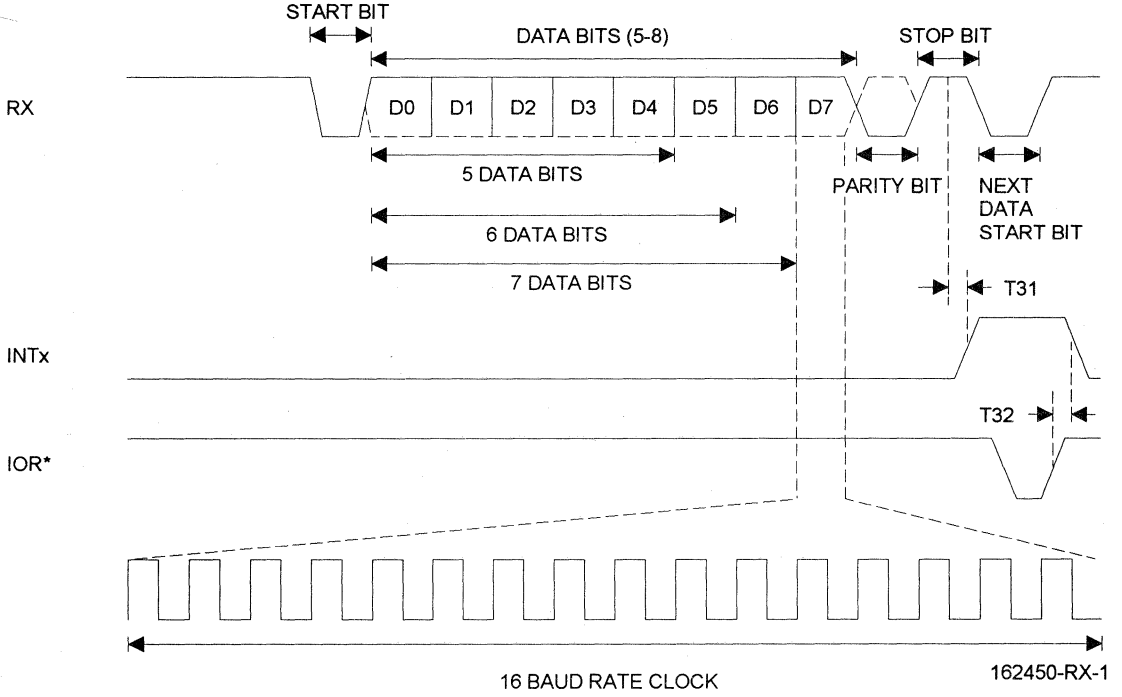 START BIT
DATA BITS (5-8)
STOP BIT
RX
D0 D1 D2 D3 D4 D5 D6 D7
5 DATA BITS
PARITY BIT
NEXT
DATA
START BIT
6 DATA BITS
7 DATA BITS
T31
INTx
T32
IOR*
16 BAUD RATE CLOCK
162450-RX-1